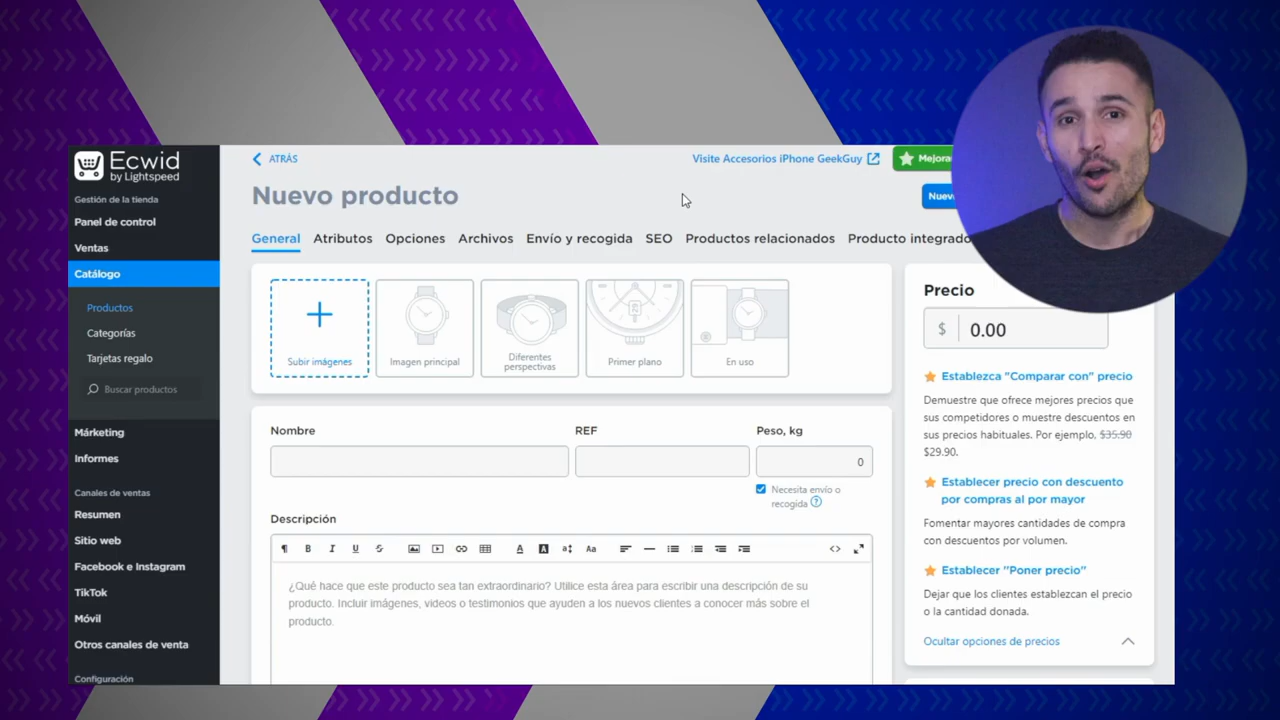 Ecwid
by Lightspeed
Gestión de la tienda
Panel de control
Ventas
Catálogo
Productos
Categorías
Tarjetas regalo
Buscar productos
Márketing
Informes
Canales de ventas
Resumen
Sitio web
Facebook e Instagram
TikTok
Móvil
Otros canales de venta
Configuración
ATRÁS
Visite Accesorios iPhone GeekGuy
Nuevo producto
General Atributos Opciones Archivos Envío y recogida SEO Productos relacionados Producto integrado
Subir imágenes
Imagen principal
Diferentes
perspectivas
Primer plano
En uso
Nombre
REF
Peso, kg
0
Necesita envío o
recogida ?
Descripción
¶ B I U S A A Aa <>
¿Qué hace que este producto sea tan extraordinario? Utilice esta área para escribir una descripción de su
producto. Incluir imágenes, videos o testimonios que ayuden a los nuevos clientes a conocer más sobre el
producto.
Precio
$ 0.00
Establezca "Comparar con" precio
Demuestre que ofrece mejores precios que
sus competidores o muestre descuentos en
sus precios habituales. Por ejemplo, $35.90
$29.90.
Establecer precio con descuento
por compras al por mayor
Fomentar mayores cantidades de compra
con descuentos por volumen.
Establecer "Poner precio"
Dejar que los clientes establezcan el precio
o la cantidad donada.
Ocultar opciones de precios